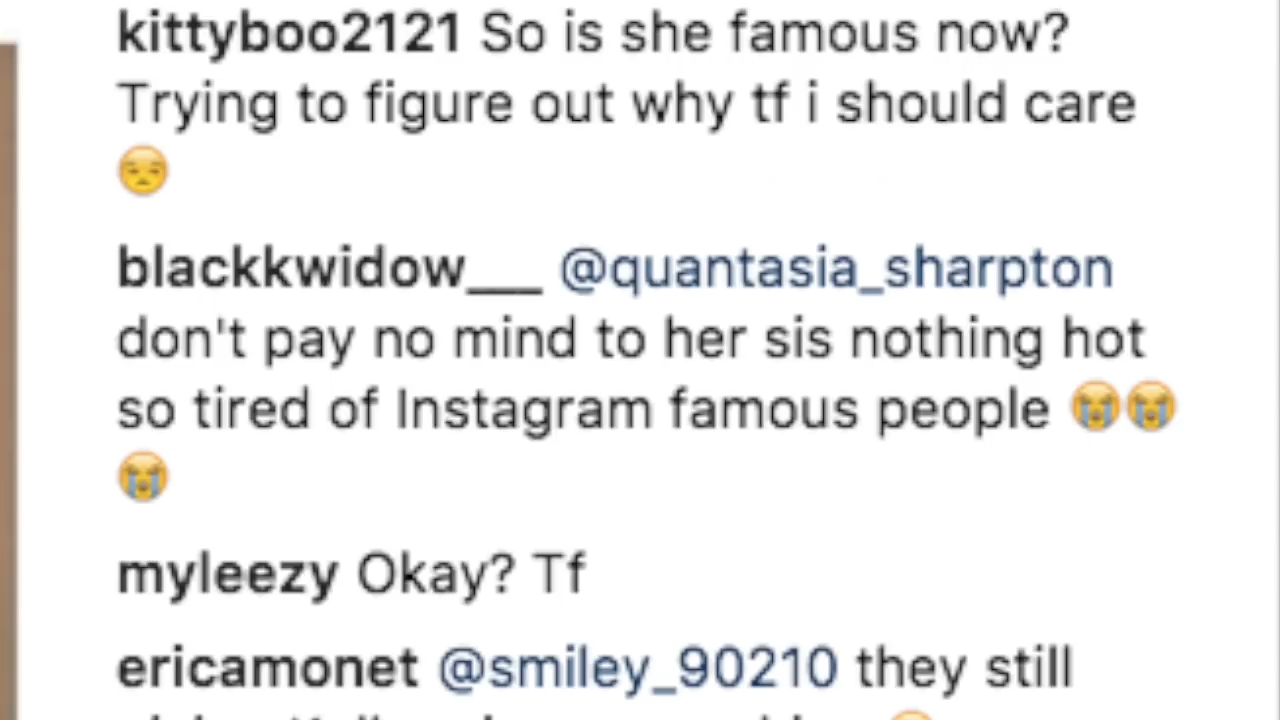 kittyboo2121 So is she famous now?
Trying to figure out why tf i should care
😒
blackkwidow___ @quantasia_sharpton
don't pay no mind to her sis nothing hot
so tired of Instagram famous people 😭😭
😭
myleezy Okay? Tf
ericamonet @smiley_90210 they still